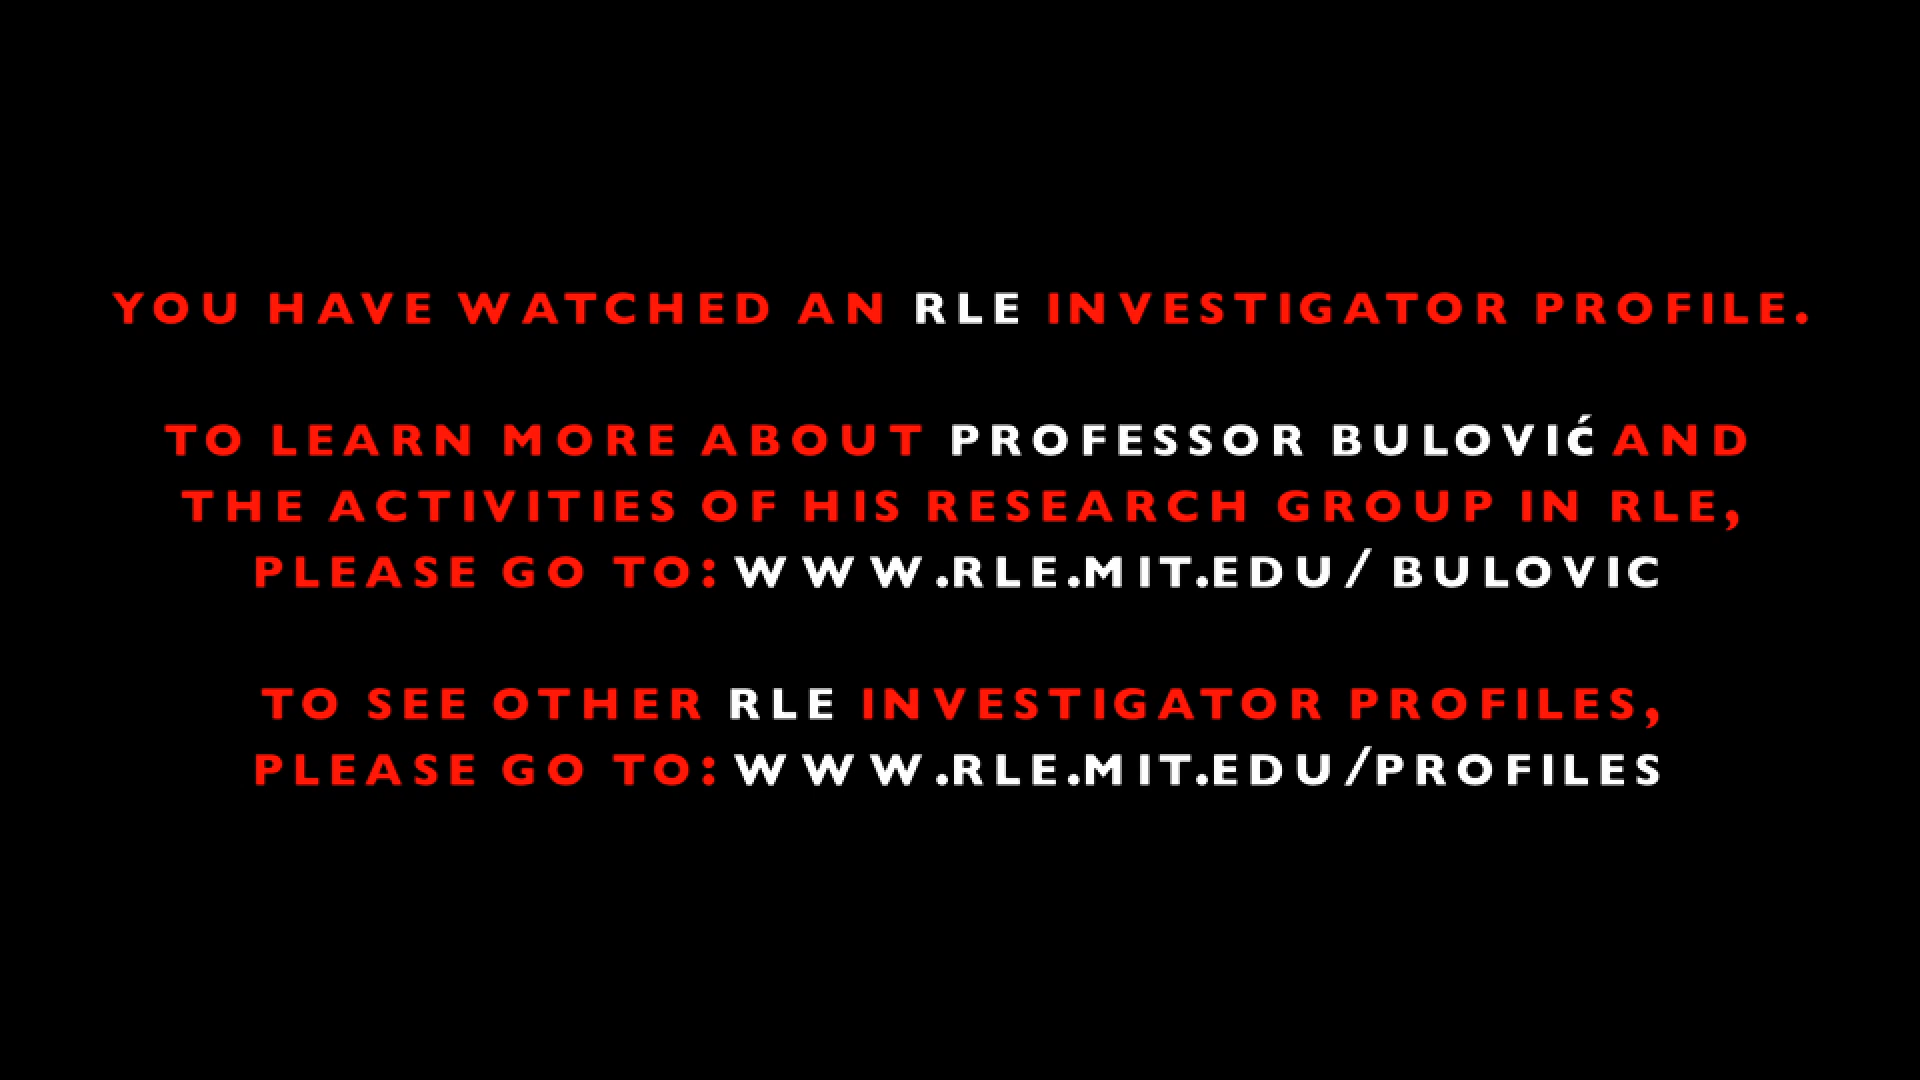 YOU HAVE WATCHED AN RLE INVESTIGATOR PROFILE.
TO LEARN MORE ABOUT PROFESSOR BULOVIć AND
THE ACTIVITIES OF HIS RESEARCH GROUP IN RLE,
PLEASE GO TO: WWW.RLE.MIT.EDU/ BULOVIC
TO SEE OTHER RLE INVESTIGATOR PROFILES,
PLEASE GO TO: WWW.RLE.MIT.EDU/PROFILES